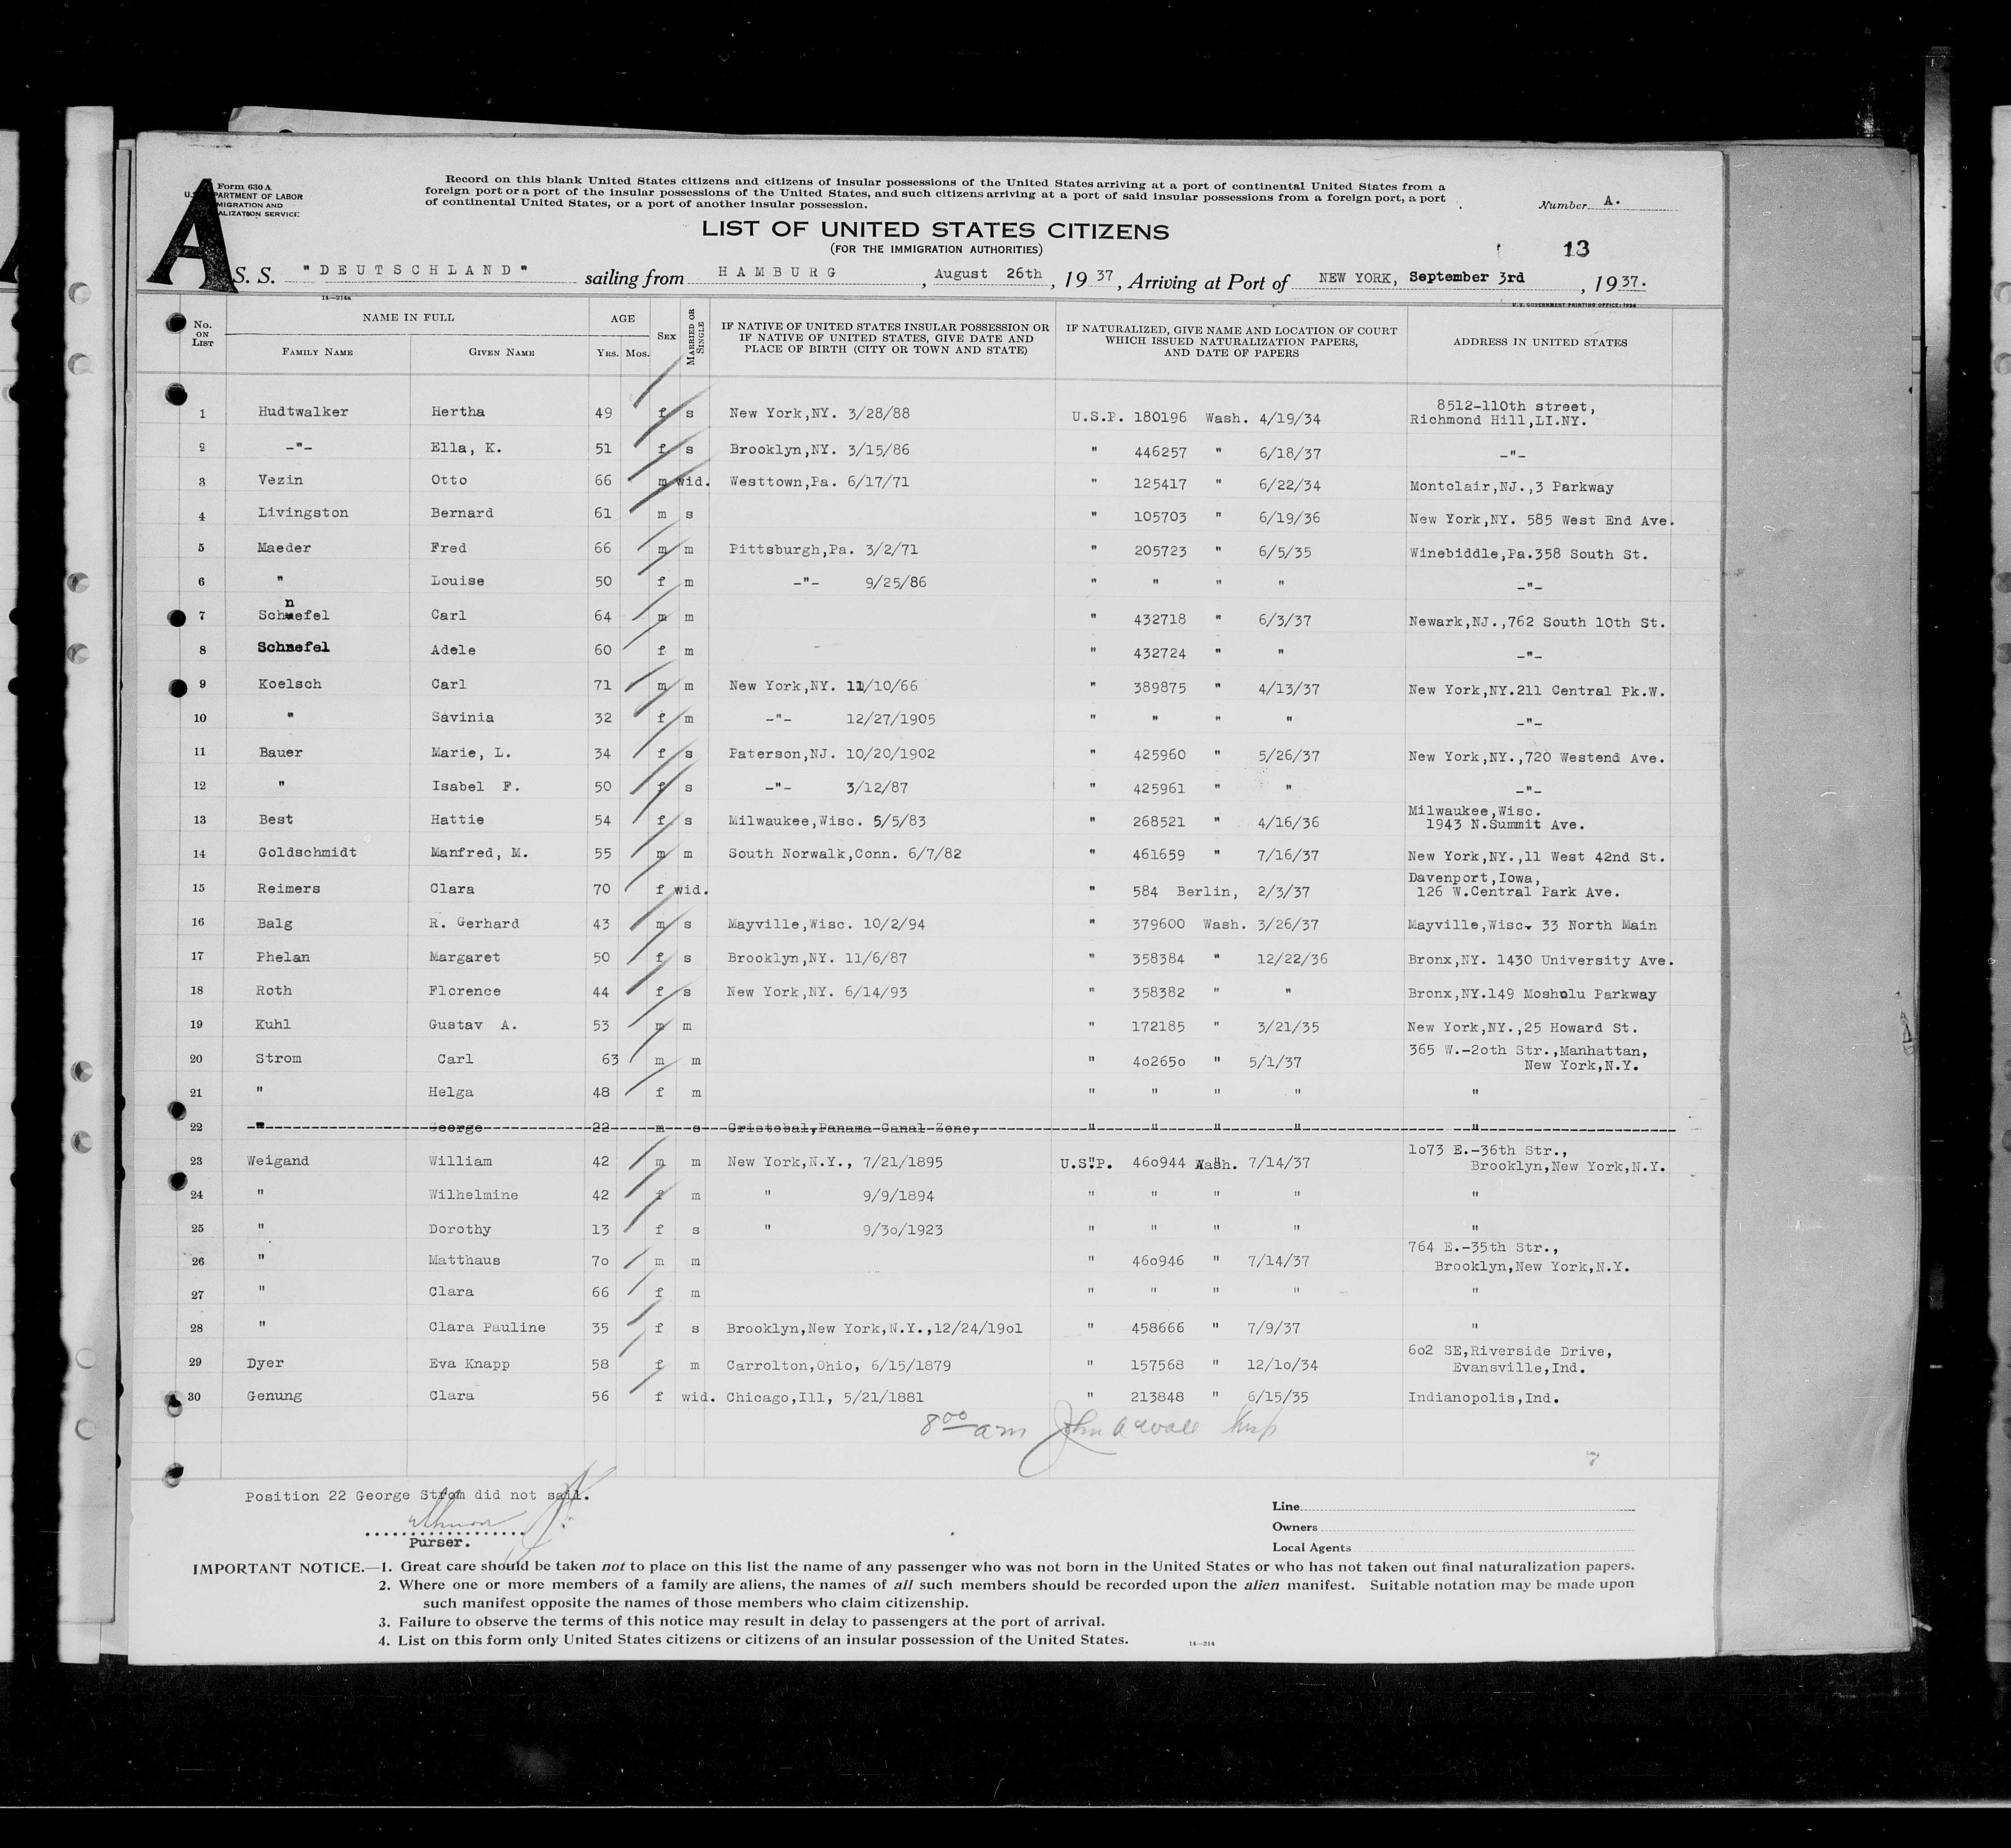 Form 630 A
U. S. DEPARTMENT OF LABOR
IMMIGRATION AND
NATURALIZATION SERVICE
A
Record on this blank United States citizens and citizens of insular possessions of the United States arriving at a port of continental United States from a
foreign port or a port of the insular possessions of the United States, and such citizens arriving at a port of said insular possessions from a foreign port, a port
of continental United States, or a port of another insular possession.
Number A.
LIST OF UNITED STATES CITIZENS
(FOR THE IMMIGRATION AUTHORITIES)
13
S. S. "DEUTSCHLAND" sailing from HAMBURG, August 26th, 1937, Arriving at Port of NEW YORK, September 3rd, 1937.
14—214a
U. S. GOVERNMENT PRINTING OFFICE: 1934
No. ON LIST NAME IN FULL AGE SEX MARRIED OR SINGLE IF NATIVE OF UNITED STATES INSULAR POSSESSION OR IF NATIVE OF UNITED STATES, GIVE DATE AND PLACE OF BIRTH (CITY OR TOWN AND STATE) IF NATURALIZED, GIVE NAME AND LOCATION OF COURT WHICH ISSUED NATURALIZATION PAPERS, AND DATE OF PAPERS ADDRESS IN UNITED STATES
FAMILY NAME GIVEN NAME YRS. MOS.
1 Hudtwalker Hertha 49 f s New York,NY. 3/28/88 U.S.P. 180196 Wash. 4/19/34 8512-110th street,
Richmond Hill,LI.NY.
2 -"- Ella, K. 51 f s Brooklyn,NY. 3/15/86 " 446257 " 6/18/37 -"-
3 Vezin Otto 66 m wid. Westtown,Pa. 6/17/71 " 125417 " 6/22/34 Montclair,NJ.,3 Parkway
4 Livingston Bernard 61 m s " 105703 " 6/19/36 New York,NY. 585 West End Ave.
5 Maeder Fred 66 m m Pittsburgh,Pa. 3/2/71 " 205723 " 6/5/35 Winebiddle,Pa.358 South St.
6 " Louise 50 f m -"- 9/25/86 " " " " -"-
7 Schnefel Carl 64 m m " 432718 " 6/3/37 Newark,NJ.,762 South 10th St.
8 Schnefel Adele 60 f m " 432724 " " -"-
9 Koelsch Carl 71 m m New York,NY. 11/10/66 " 389875 " 4/13/37 New York,NY.211 Central Pk.W.
10 " Savinia 32 f m -"- 12/27/1905 " " " " -"-
11 Bauer Marie, L. 34 f s Paterson,NJ. 10/20/1902 " 425960 " 5/26/37 New York,NY.,720 Westend Ave.
12 " Isabel F. 50 f s -"- 3/12/87 " 425961 " " -"-
13 Best Hattie 54 f s Milwaukee,Wisc. 5/5/83 " 268521 " 4/16/36 Milwaukee,Wisc.
1943 N.Summit Ave.
14 Goldschmidt Manfred, M. 55 m m South Norwalk,Conn. 6/7/82 " 461659 " 7/16/37 New York,NY.,11 West 42nd St.
15 Reimers Clara 70 f wid. " 584 Berlin, 2/3/37 Davenport,Iowa,
126 W.Central Park Ave.
16 Balg R. Gerhard 43 m s Mayville,Wisc. 10/2/94 " 379600 Wash. 3/26/37 Mayville,Wisc. 33 North Main
17 Phelan Margaret 50 f s Brooklyn,NY. 11/6/87 " 358384 " 12/22/36 Bronx,NY. 1430 University Ave.
18 Roth Florence 44 f s New York,NY. 6/14/93 " 358382 " " Bronx,NY.149 Mosholu Parkway
19 Kuhl Gustav A. 53 m m " 172185 " 3/21/35 New York,NY.,25 Howard St.
20 Strom Carl 63 m m " 402650 " 5/1/37 365 W.-20th Str.,Manhattan,
New York,N.Y.
21 " Helga 48 f m " " " " "
22 " George 22 m s Cristobal,Panama Canal Zone, " " " " "
23 Weigand William 42 m m New York,N.Y., 7/21/1895 U.S.P. 460944 Wash. 7/14/37 1073 E.-36th Str.,
Brooklyn,New York,N.Y.
24 " Wilhelmine 42 f m " 9/9/1894 " " " " "
25 " Dorothy 13 f s " 9/30/1923 " " " " "
26 " Matthaus 70 m m " 460946 " 7/14/37 764 E.-35th Str.,
Brooklyn,New York,N.Y.
27 " Clara 66 f m " " " " "
28 " Clara Pauline 35 f s Brooklyn,New York,N.Y.,12/24/1901 " 458666 " 7/9/37 "
29 Dyer Eva Knapp 58 f m Carrolton,Ohio, 6/15/1879 " 157568 " 12/10/34 602 SE,Riverside Drive,
Evansville,Ind.
30 Genung Clara 56 f wid. Chicago,Ill, 5/21/1881 " 213848 " 6/15/35 Indianopolis,Ind.
8 00 am John A
7
Position 22 George Strom did not sail.
Purser.
Line
Owners
Local Agents
IMPORTANT NOTICE.—1. Great care should be taken not to place on this list the name of any passenger who was not born in the United States or who has not taken out final naturalization papers.
2. Where one or more members of a family are aliens, the names of all such members should be recorded upon the alien manifest. Suitable notation may be made upon
such manifest opposite the names of those members who claim citizenship.
3. Failure to observe the terms of this notice may result in delay to passengers at the port of arrival.
4. List on this form only United States citizens or citizens of an insular possession of the United States.
14—214